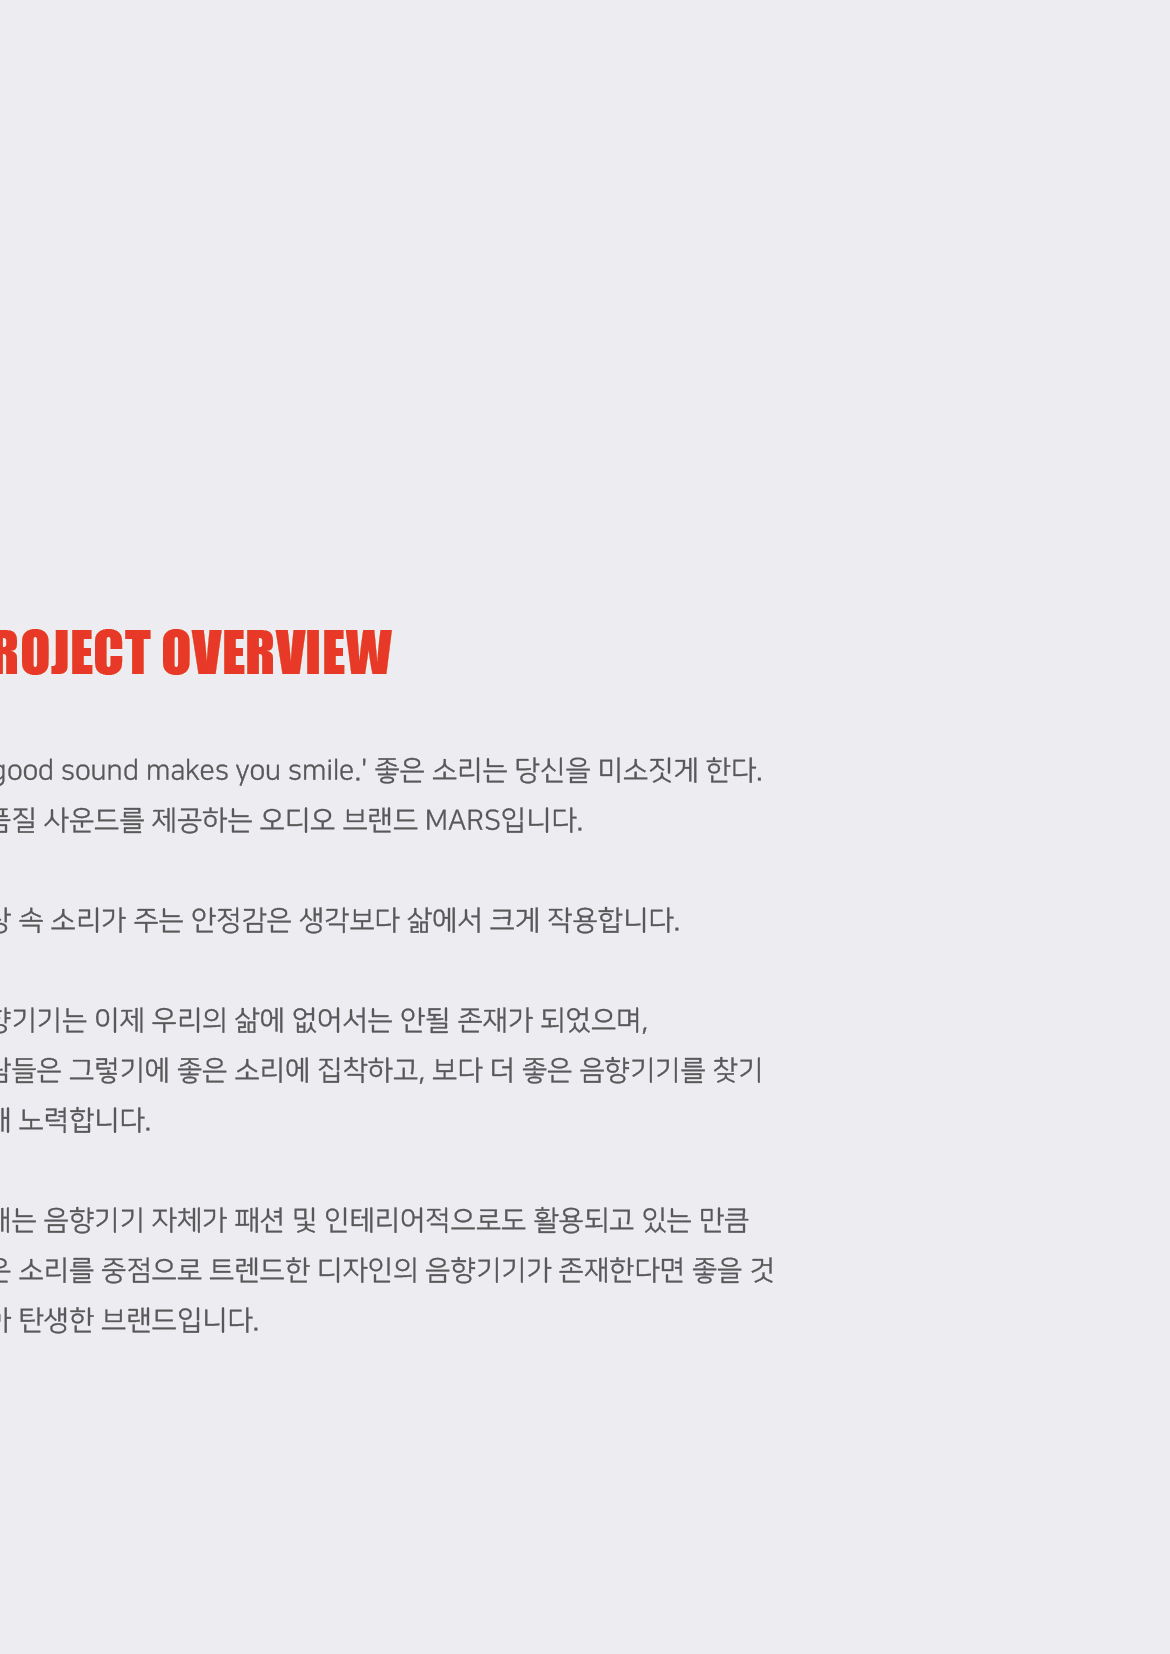 ROJECT OVERVIEW
good sound makes you smile.' 좋은 소리는 당신을 미소짓게 한다.
품질 사운드를 제공하는 오디오 브랜드 MARS입니다.
속 소리가 주는 안정감은 생각보다 삶에서 크게 작용합니다.
향기기는 이제 우리의 삶에 없어서는 안될 존재가 되었으며,
람들은 그렇기에 좋은 소리에 집착하고, 보다 더 좋은 음향기기를 찾기
노력합니다.
음향기기 자체가 패션 및 인테리어적으로도 활용되고 있는 만큼
소리를 중점으로 트렌드한 디자인의 음향기기가 존재한다면 좋을 것
탄생한 브랜드입니다.